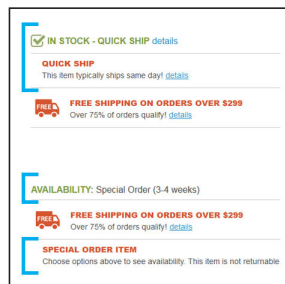 IN STOCK - QUICK SHIP details
QUICK SHIP
This item typically ships same day! details
FREE
FREE SHIPPING ON ORDERS OVER $299
Over 75% of orders qualify! details
AVAILABILITY: Special Order (3-4 weeks)
FREE
FREE SHIPPING ON ORDERS OVER $299
Over 75% of orders qualify! details
SPECIAL ORDER ITEM
Choose options above to see availability. This item is not returnable